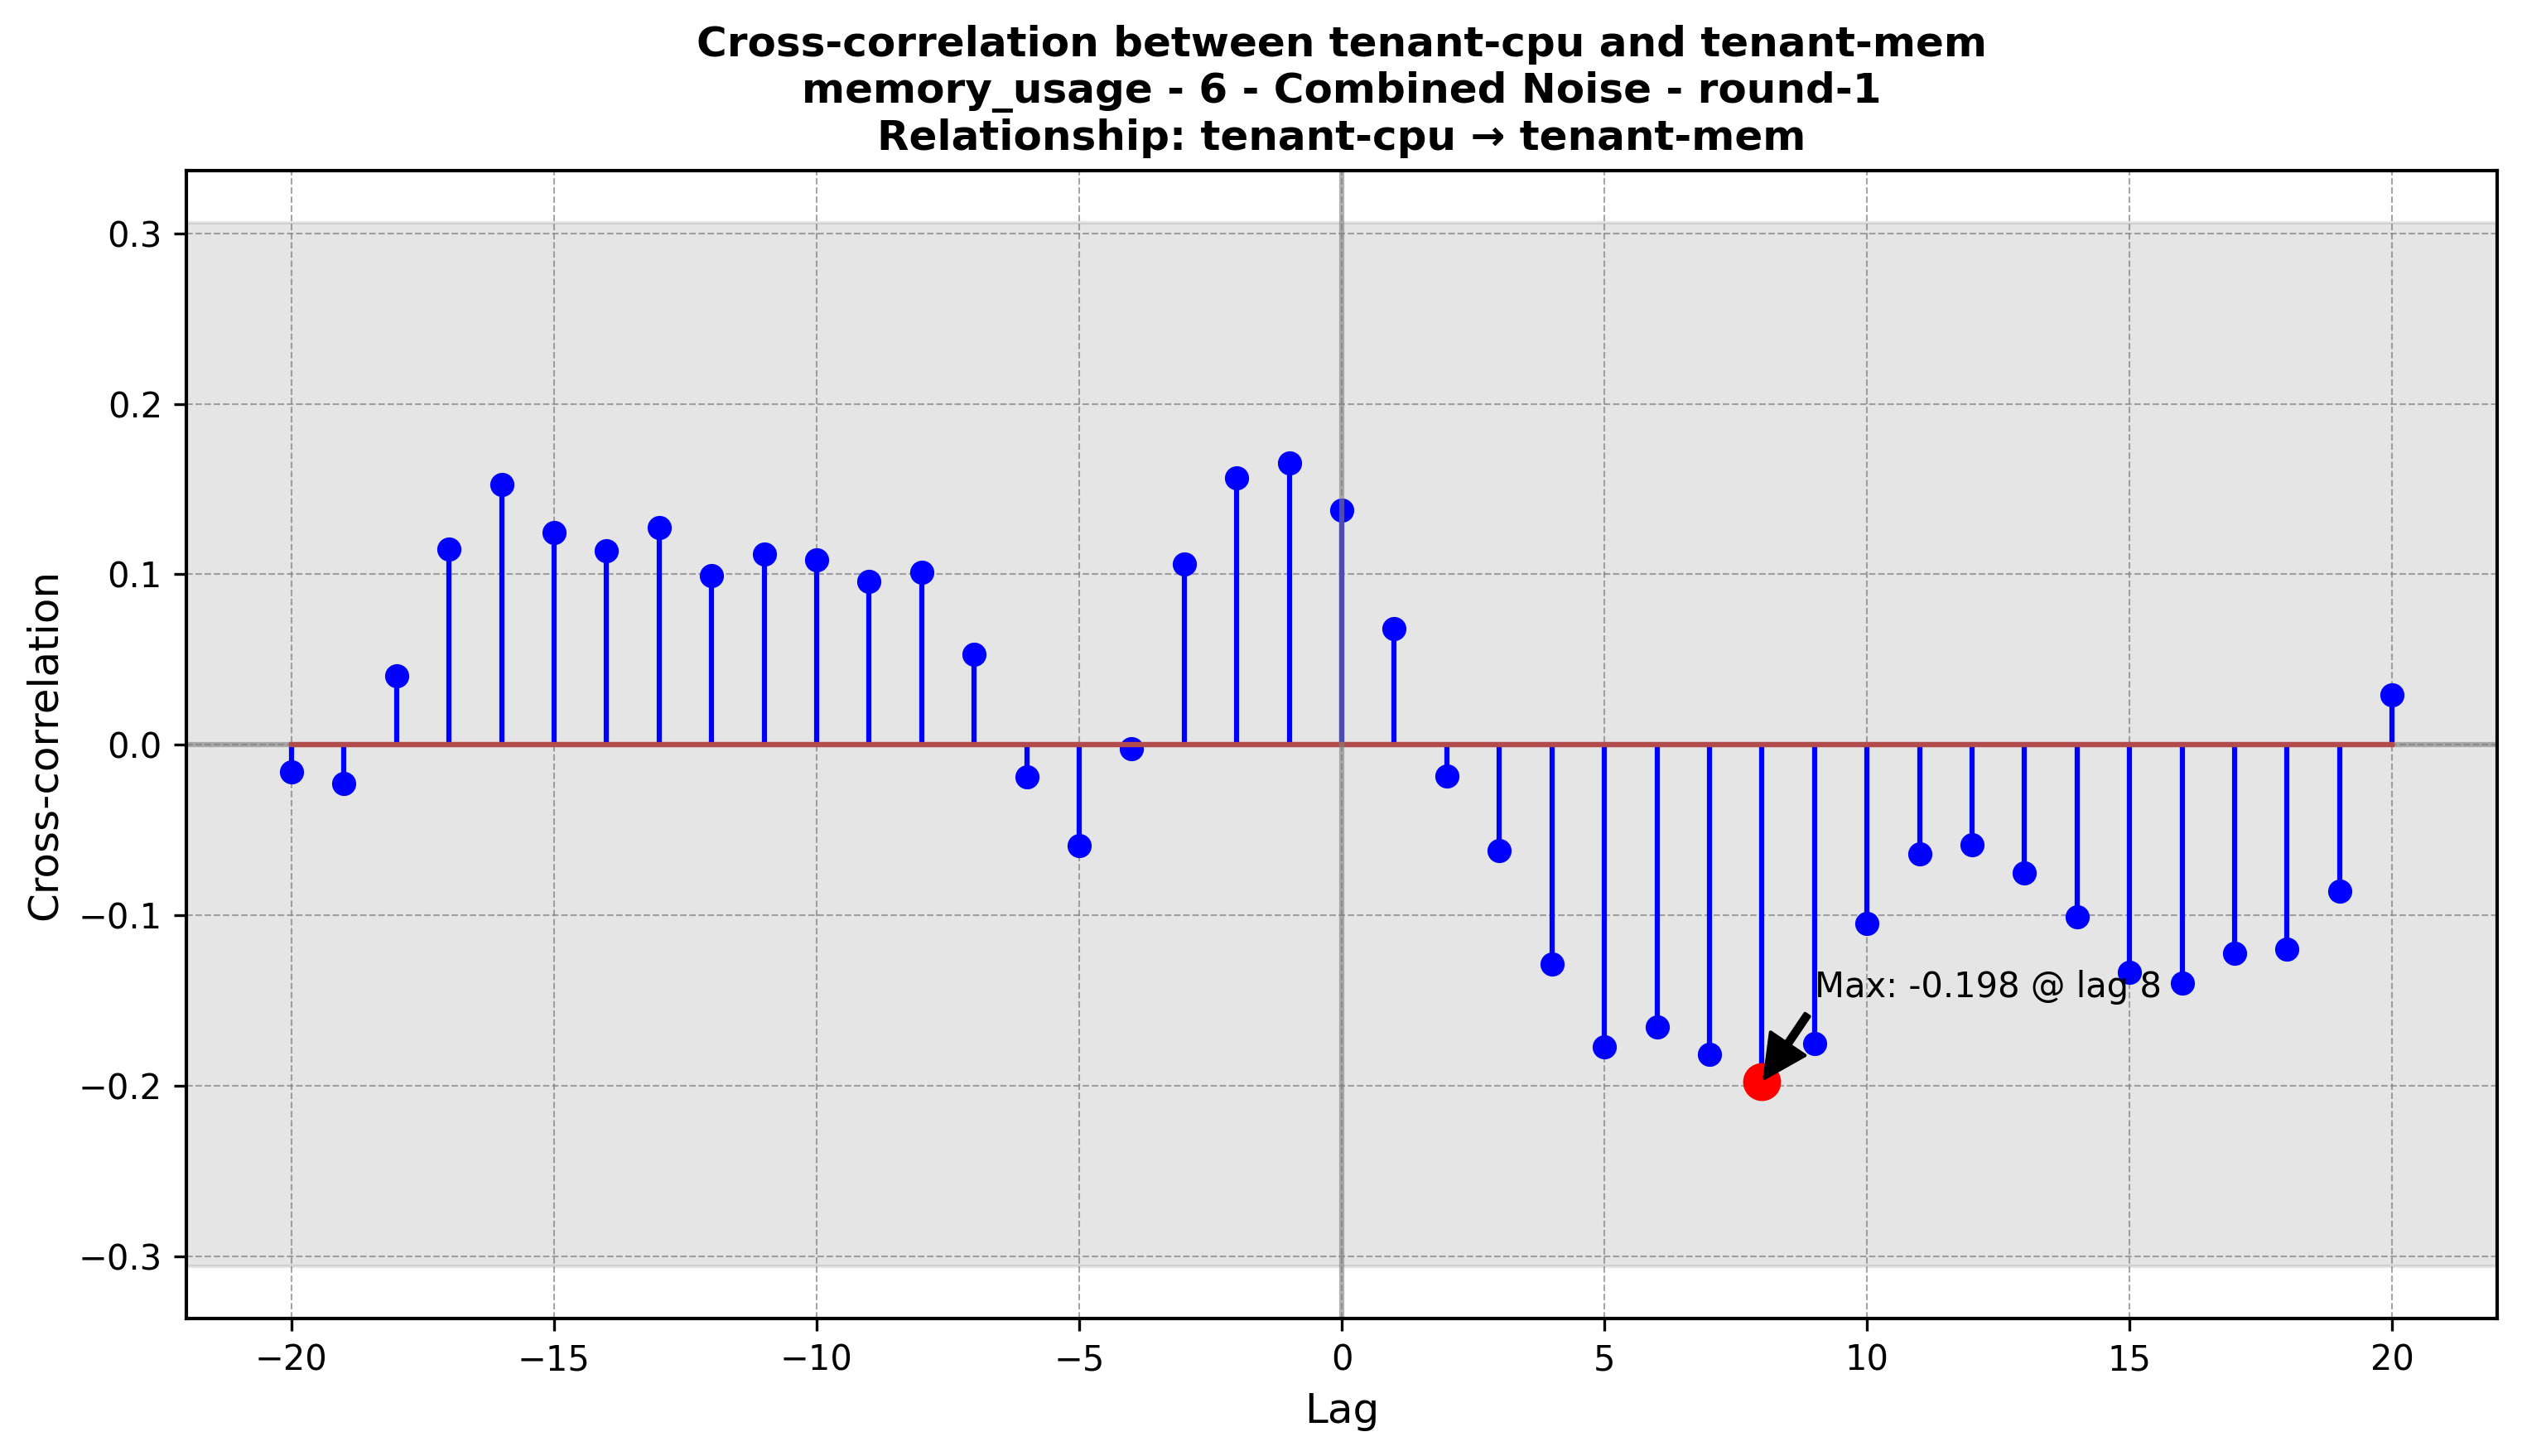 Cross-correlation between tenant-cpu and tenant-mem
memory_usage - 6 - Combined Noise - round-1
Relationship: tenant-cpu → tenant-mem
Cross-correlation
0.3
0.2
0.1
0.0
−0.1
−0.2
−0.3
Max: -0.198 @ lag 8
−20
−15
−10
−5
0
5
10
15
20
Lag